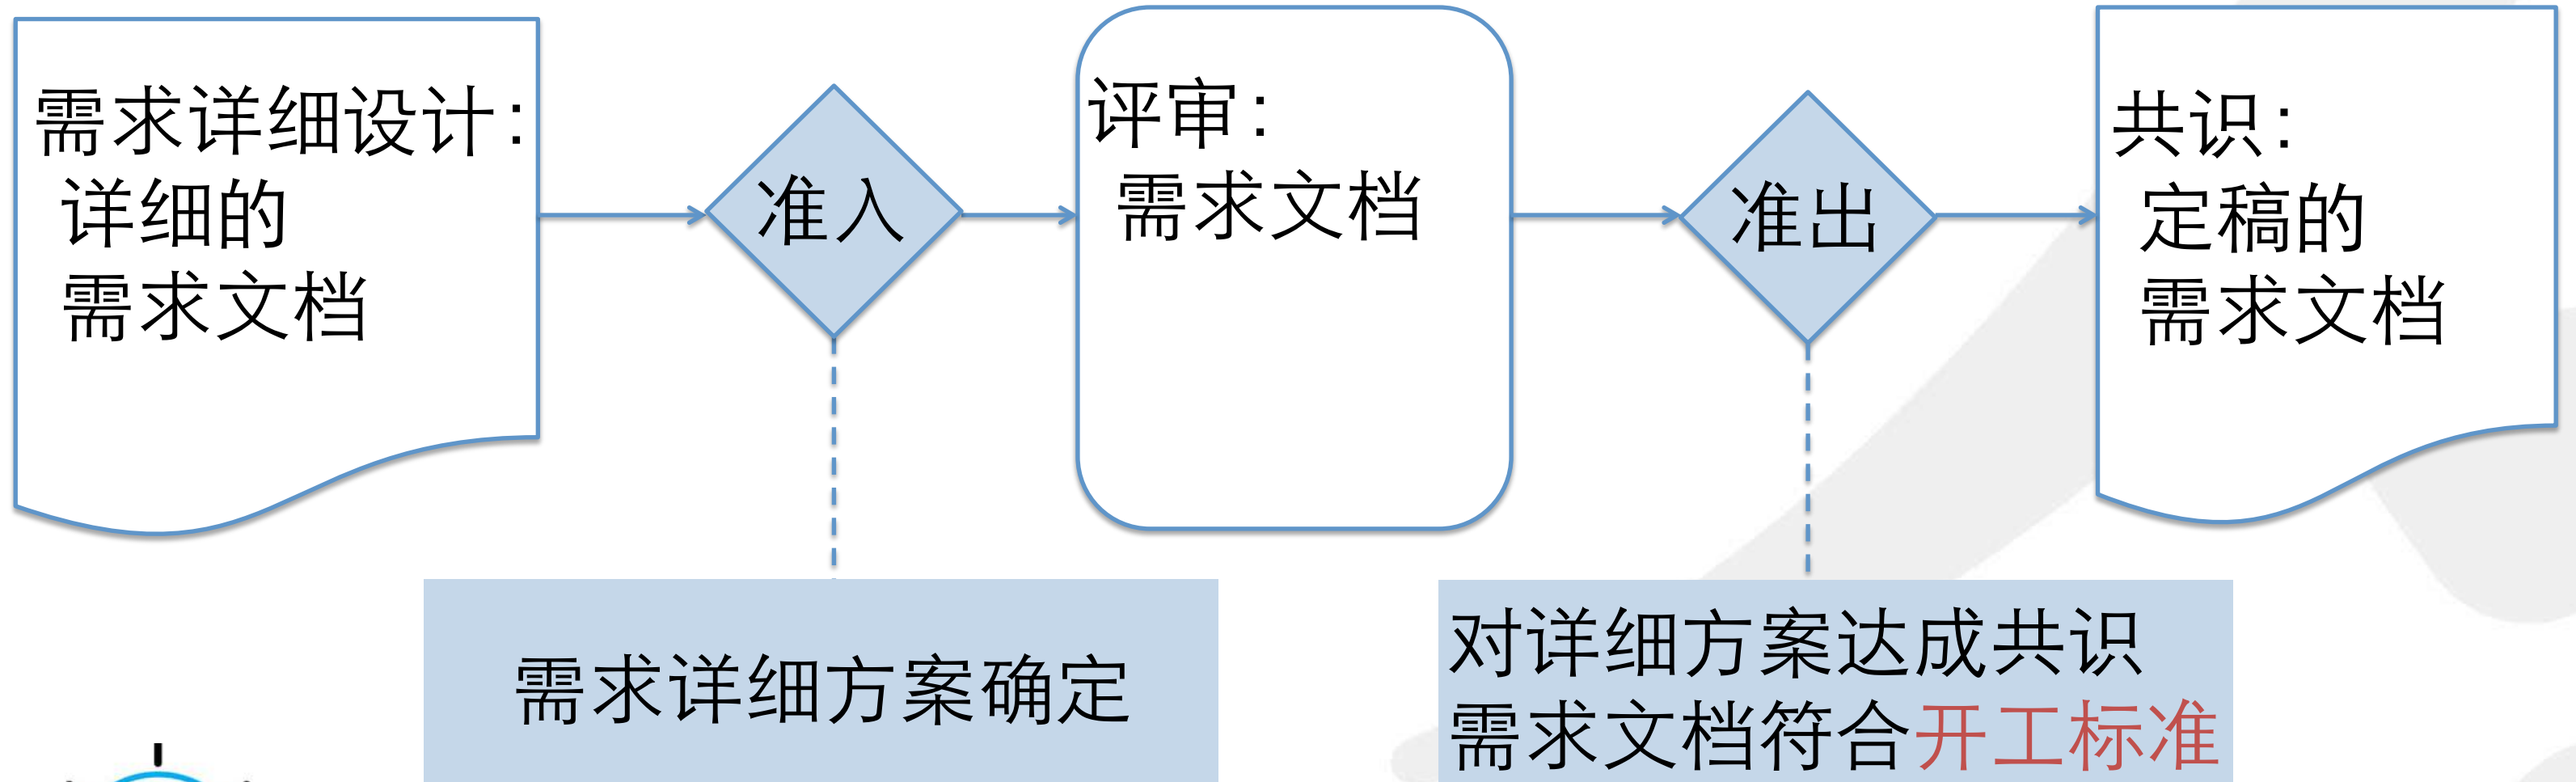 需求详细设计：
详细的
需求文档
准入
评审：
需求文档
准出
共识：
定稿的
需求文档
需求详细方案确定
对详细方案达成共识
需求文档符合开工标准